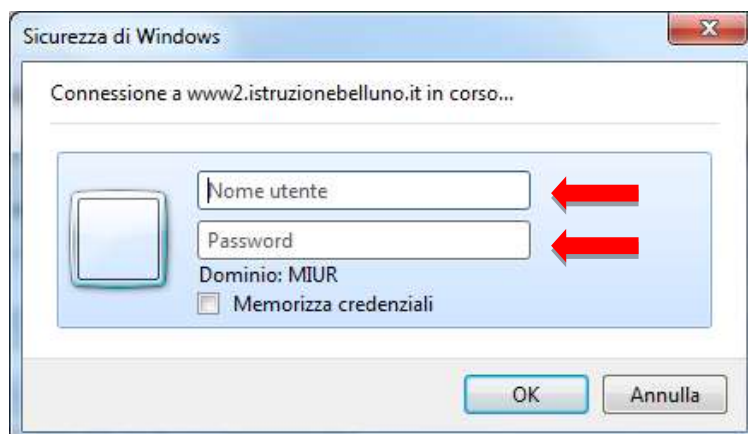 Sicurezza di Windows
Connessione a www2.istruzionebelluno.it in corso...
Nome utente
Password
Dominio: MIUR
Memorizza credenziali
OK
Annulla